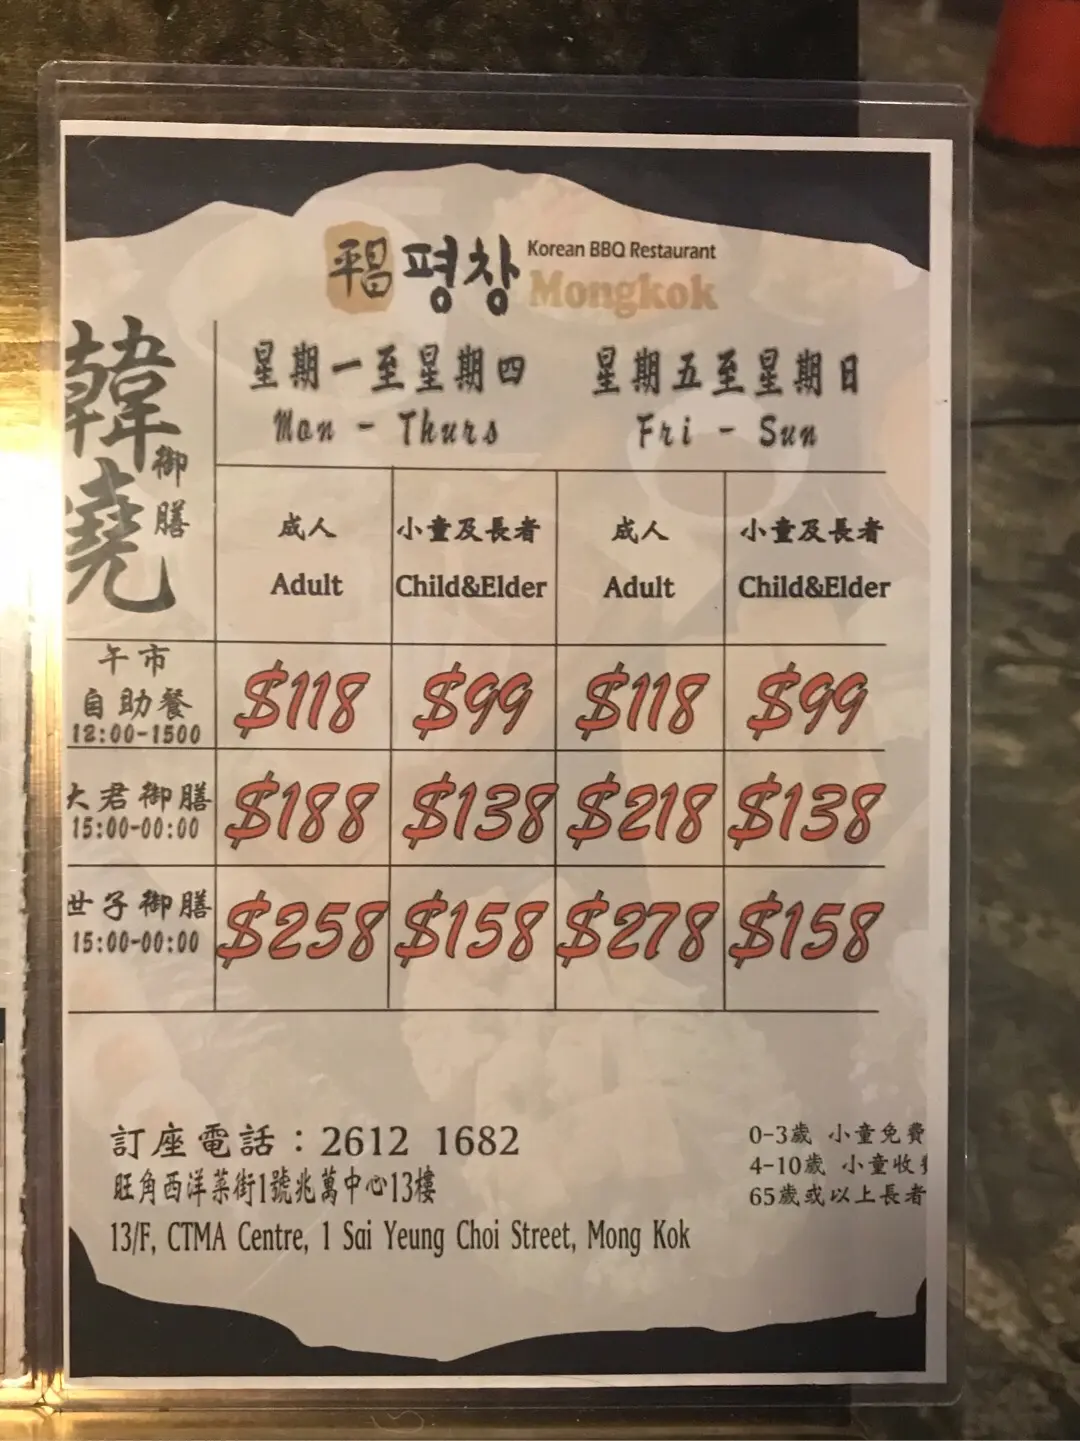 平昌 평창 Korean BBQ Restaurant
Mongkok
韓燒
御膳
星期一至星期四 星期五至星期日
Mon - Thurs Fri - Sun
成人 小童及長者 成人 小童及長者
Adult Child&Elder Adult Child&Elder
午市
自助餐
12:00-1500 $118 $99 $118 $99
大君御膳
15:00-00:00 $188 $138 $218 $138
世子御膳
15:00-00:00 $258 $158 $278 $158
訂座電話：2612 1682
旺角西洋菜街1號兆萬中心13樓
13/F, CTMA Centre, 1 Sai Yeung Choi Street, Mong Kok
0-3歲 小童免費
4-10歲 小童收
65歲或以上長者